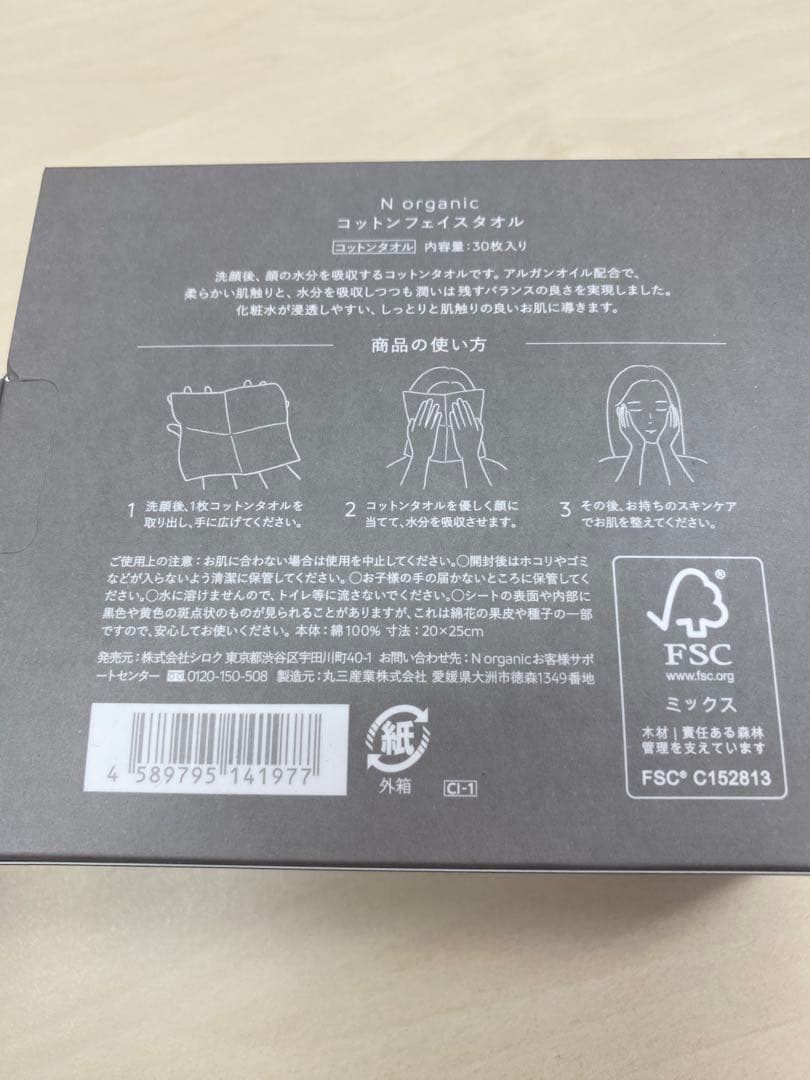 N organic
コットンフェイスタオル
コットンタオル 内容量:30枚入り
洗顔後、顔の水分を吸収するコットンタオルです。アルガンオイル配合で、
柔らかい肌触りと、水分を吸収しつつも潤いは残すバランスの良さを実現しました。
化粧水が浸透しやすい、しっとりと肌触りの良いお肌に導きます。
商品の使い方
1 洗顔後、1枚コットンタオルを
取り出し、手に広げてください。
2 コットンタオルを優しく顔に
当てて、水分を吸収させます。
3 その後、お持ちのスキンケア
でお肌を整えてください。
ご使用上の注意:お肌に合わない場合は使用を中止してください。○開封後はホコリやゴミ
などが入らないよう清潔に保管してください。○お子様の手の届かないところに保管してく
ださい。○水に溶けませんので、トイレ等に流さないでください。○シートの表面や内部に
黒色や黄色の斑点状のものが見られることがありますが、これは綿花の果皮や種子の一部
ですので、安心してお使いください。本体:綿100% 寸法:20×25cm
発売元:株式会社シロク 東京都渋谷区宇田川町40-1 お問い合わせ先:N organicお客様サポ
ートセンター 0120-150-508 製造元:丸三産業株式会社 愛媛県大洲市徳森1349番地
4 589795 141977
紙
外箱
CI-1
®
FSC
www.fsc.org
ミックス
木材|責任ある森林
管理を支えています
FSC® C152813